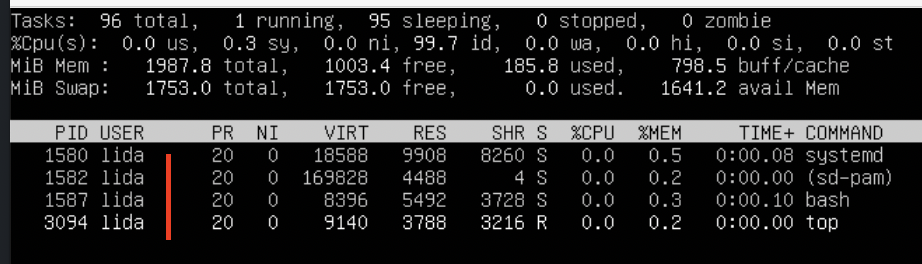 Tasks:  96 total,   1 running,  95 sleeping,   0 stopped,   0 zombie
%Cpu(s):  0.0 us,  0.3 sy,  0.0 ni, 99.7 id,  0.0 wa,  0.0 hi,  0.0 si,  0.0 st
MiB Mem :   1987.8 total,   1003.4 free,    185.8 used,    798.5 buff/cache
MiB Swap:   1753.0 total,   1753.0 free,      0.0 used.   1641.2 avail Mem
    PID USER      PR  NI    VIRT    RES    SHR S  %CPU  %MEM     TIME+ COMMAND
   1580 lida      20   0   18588   9908   8260 S   0.0   0.5   0:00.08 systemd
   1582 lida      20   0  169828   4488      4 S   0.0   0.2   0:00.00 (sd-pam)
   1587 lida      20   0    8396   5492   3728 S   0.0   0.3   0:00.10 bash
   3094 lida      20   0    9140   3788   3216 R   0.0   0.2   0:00.00 top